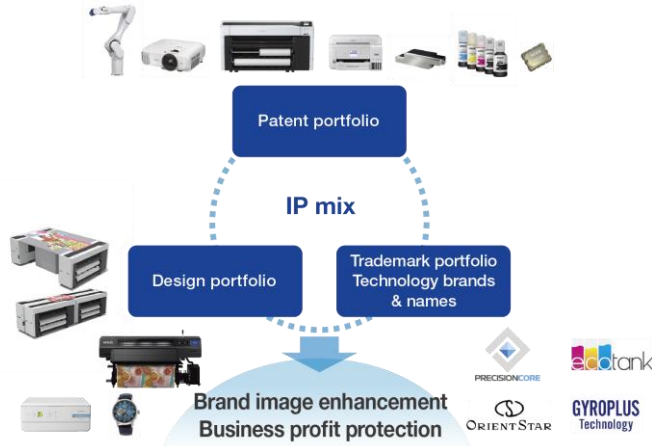 Patent portfolio
IP mix
Design portfolio
Trademark portfolio
Technology brands
& names
Brand image enhancement
Business profit protection
PRECISIONCORE
ecotank
ORIENT STAR
GYROPLUS
Technology